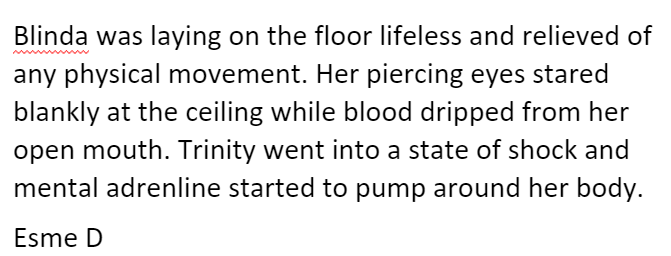 Blinda was laying on the floor lifeless and relieved of
any physical movement. Her piercing eyes stared
blankly at the ceiling while blood dripped from her
open mouth. Trinity went into a state of shock and
mental adrenline started to pump around her body.
Esme D